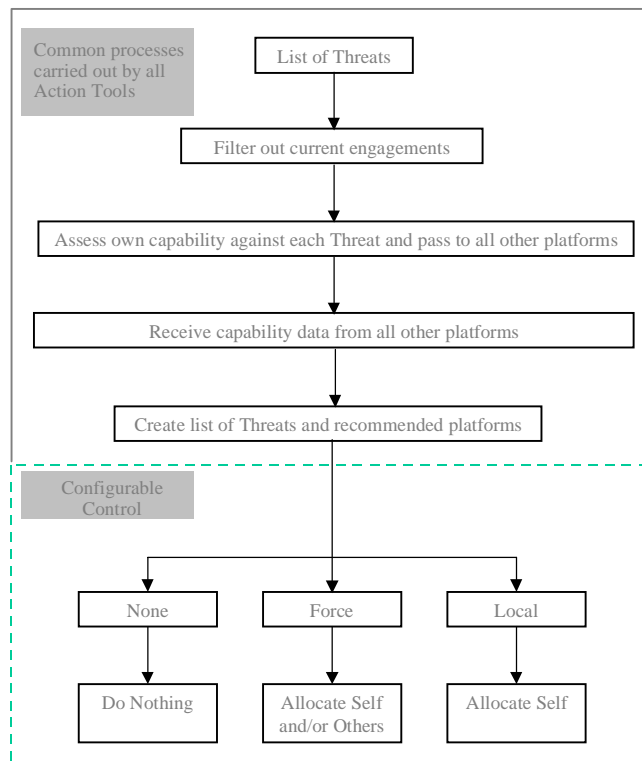 Common processes
carried out by all
Action Tools
List of Threats
Filter out current engagements
Assess own capability against each Threat and pass to all other platforms
Receive capability data from all other platforms
Create list of Threats and recommended platforms
Configurable
Control
None
Force
Local
Do Nothing
Allocate Self
and/or Others
Allocate Self